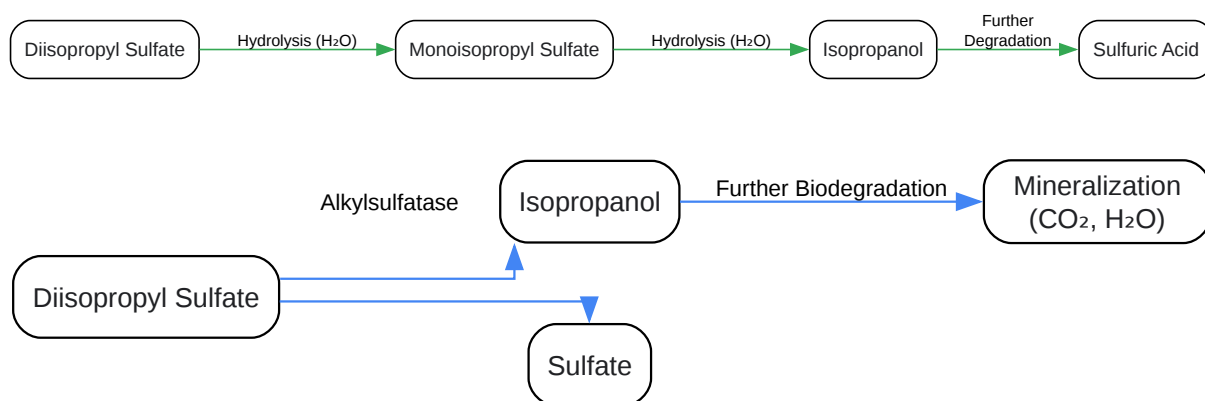 Further
Diisopropyl Sulfate Hydrolysis (H₂O) Monoisopropyl Sulfate Hydrolysis (H₂O) Isopropanol Degradation Sulfuric Acid
Alkylsulfatase Isopropanol Further Biodegradation Mineralization
(CO₂, H₂O)
Diisopropyl Sulfate
Sulfate